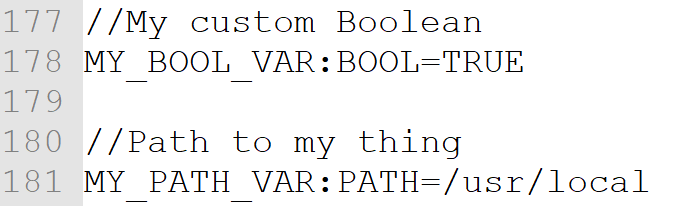 177 //My custom Boolean
178 MY_BOOL_VAR:BOOL=TRUE
179
180 //Path to my thing
181 MY_PATH_VAR:PATH=/usr/local